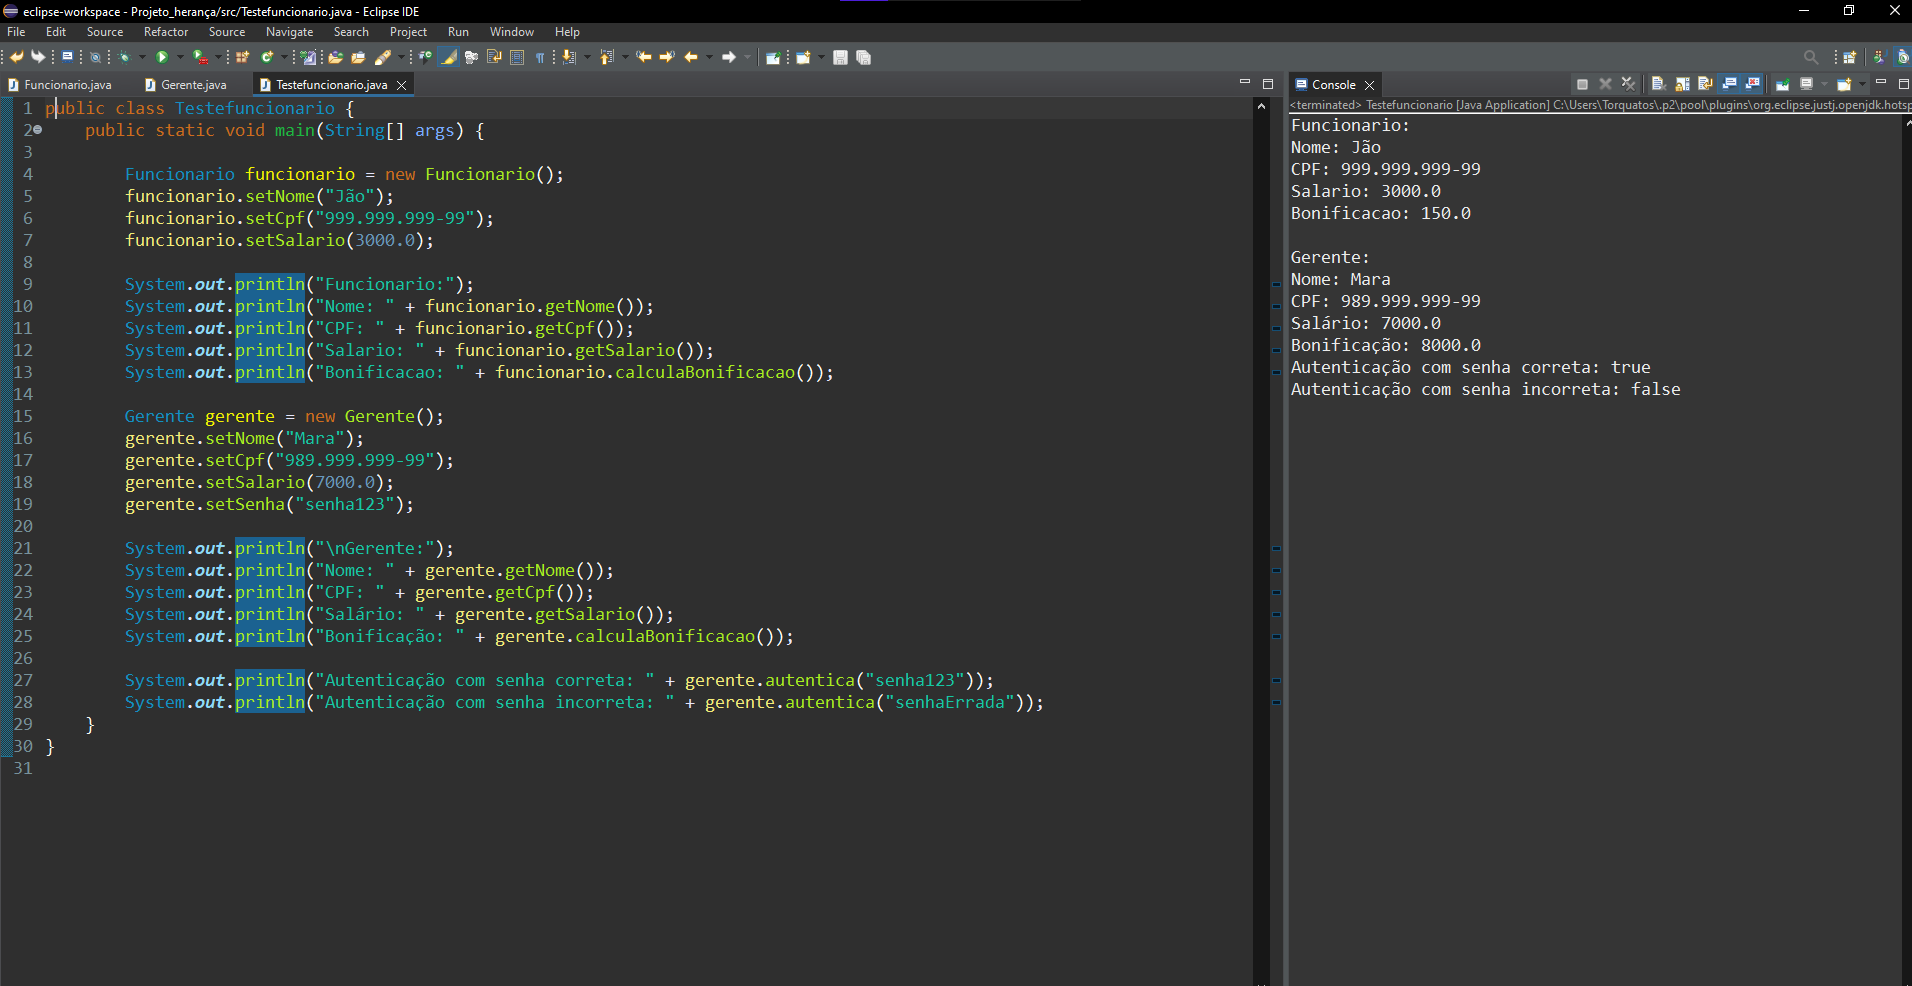 eclipse-workspace - Projeto_herança/src/Testefuncionario.java - Eclipse IDE
File Edit Source Refactor Source Navigate Search Project Run Window Help
Funcionario.java Gerente.java Testefuncionario.java
1 public class Testefuncionario {
2 public static void main(String[] args) {
3
4 Funcionario funcionario = new Funcionario();
5 funcionario.setNome("Jão");
6 funcionario.setCpf("999.999.999-99");
7 funcionario.setSalario(3000.0);
8
9 System.out.println("Funcionario:");
10 System.out.println("Nome: " + funcionario.getNome());
11 System.out.println("CPF: " + funcionario.getCpf());
12 System.out.println("Salario: " + funcionario.getSalario());
13 System.out.println("Bonificacao: " + funcionario.calculaBonificacao());
14
15 Gerente gerente = new Gerente();
16 gerente.setNome("Mara");
17 gerente.setCpf("989.999.999-99");
18 gerente.setSalario(7000.0);
19 gerente.setSenha("senha123");
20
21 System.out.println("\nGerente:");
22 System.out.println("Nome: " + gerente.getNome());
23 System.out.println("CPF: " + gerente.getCpf());
24 System.out.println("Salário: " + gerente.getSalario());
25 System.out.println("Bonificação: " + gerente.calculaBonificacao());
26
27 System.out.println("Autenticação com senha correta: " + gerente.autentica("senha123"));
28 System.out.println("Autenticação com senha incorreta: " + gerente.autentica("senhaErrada"));
29 }
30 }
31
Console
<terminated> Testefuncionario [Java Application] C:\Users\Torquatos\.p2\pool\plugins\org.eclipse.justj.openjdk.hotsp
Funcionario:
Nome: Jão
CPF: 999.999.999-99
Salario: 3000.0
Bonificacao: 150.0

Gerente:
Nome: Mara
CPF: 989.999.999-99
Salário: 7000.0
Bonificação: 8000.0
Autenticação com senha correta: true
Autenticação com senha incorreta: false